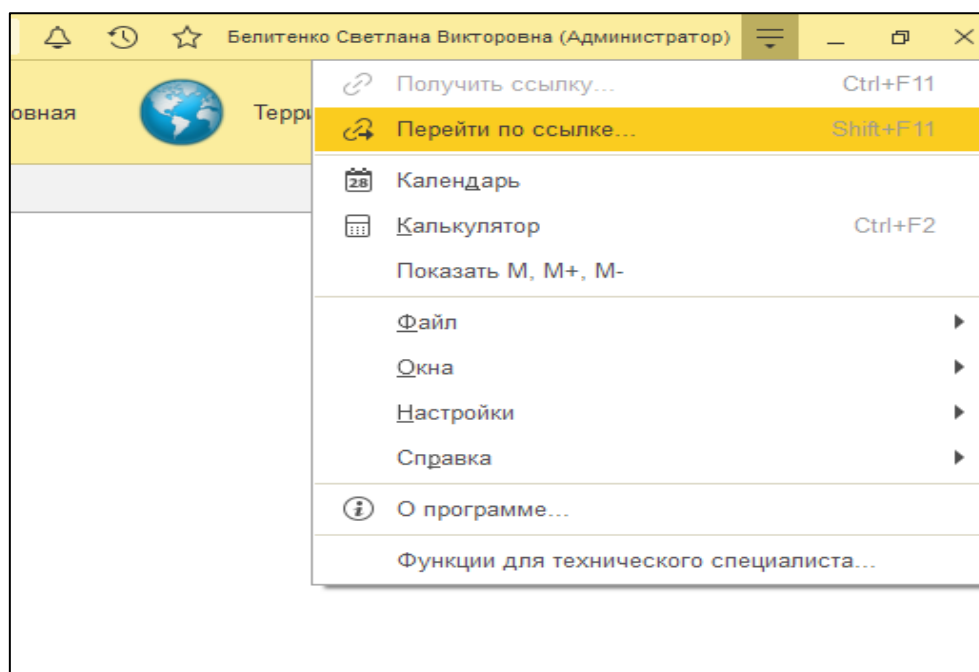 Белитенко Светлана Викторовна (Администратор)
овная
Терри
Получить ссылку... Ctrl+F11
Перейти по ссылке... Shift+F11
28 Календарь
Калькулятор Ctrl+F2
Показать M, M+, M-
Файл
Окна
Настройки
Справка
О программе...
Функции для технического специалиста...